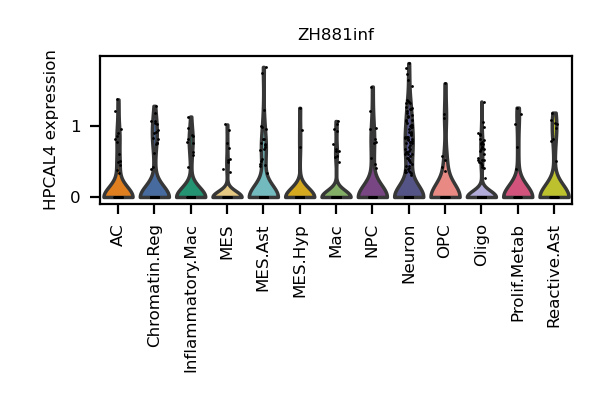 ZH881inf
HPCAL4 expression
1
0
AC
Chromatin.Reg
Inflammatory.Mac
MES
MES.Ast
MES.Hyp
Mac
NPC
Neuron
OPC
Oligo
Prolif.Metab
Reactive.Ast